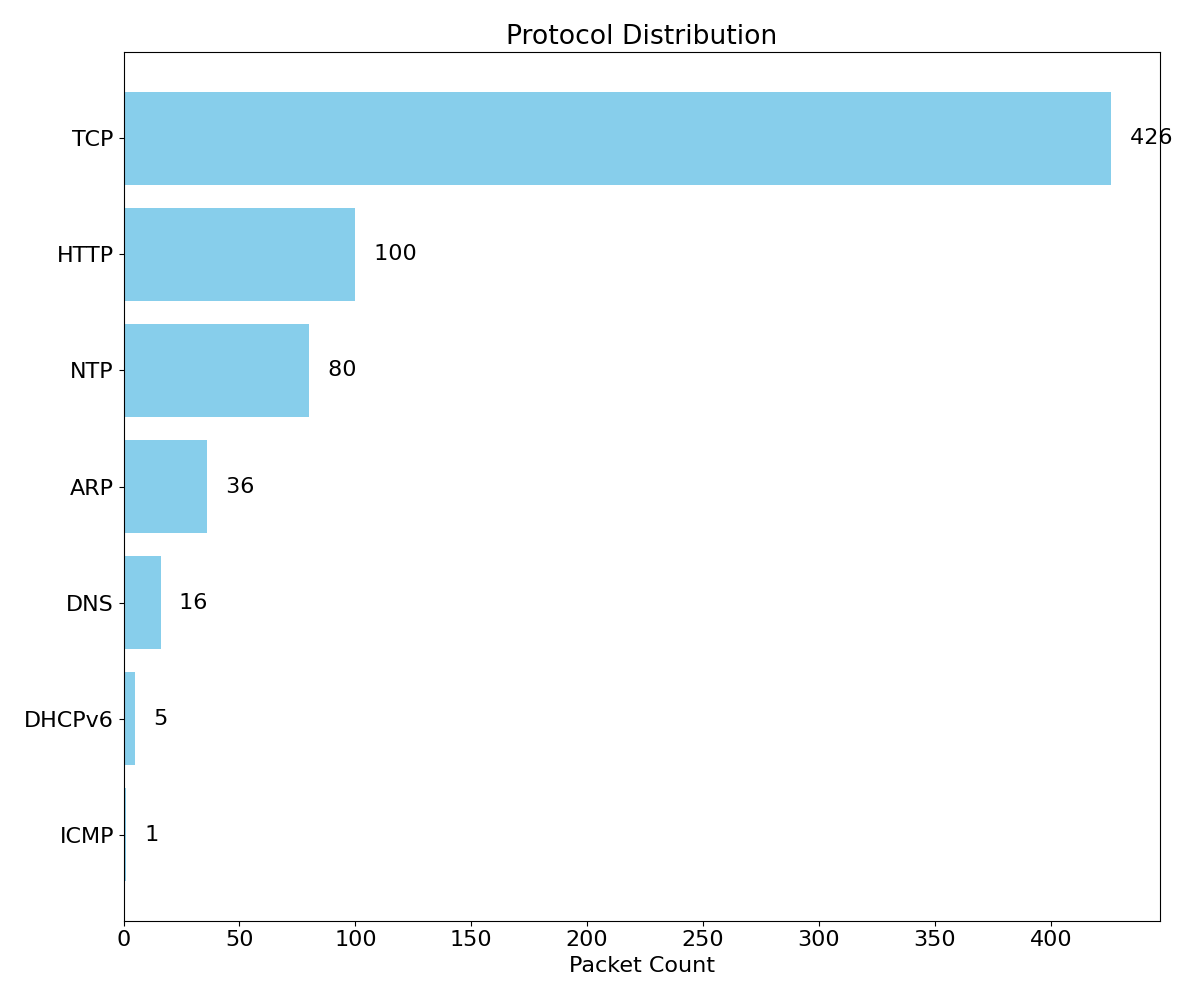 Protocol Distribution
TCP 426
HTTP 100
NTP 80
ARP 36
DNS 16
DHCPv6 5
ICMP 1
0 50 100 150 200 250 300 350 400
Packet Count